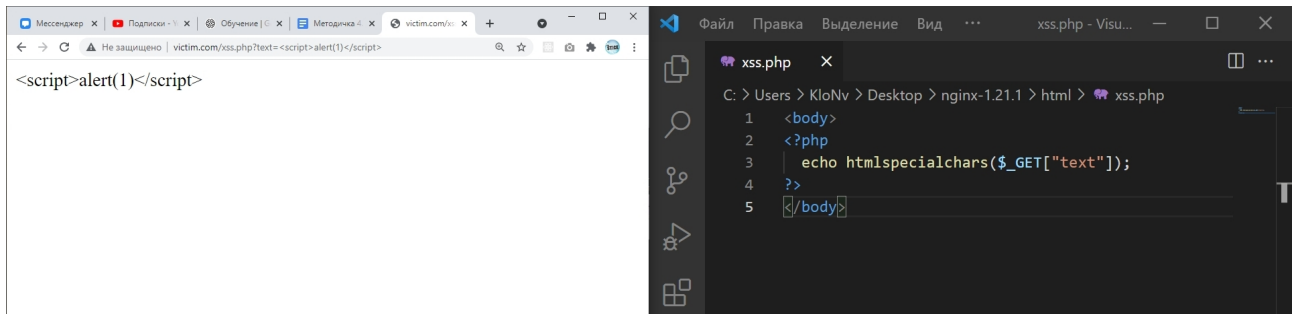 Мессенджер
Подписки - Y
Обучение | G
Методичка 4
victim.com/xs
Не защищено | victim.com/xss.php?text=<script>alert(1)</script>
<script>alert(1)</script>
Файл Правка Выделение Вид ··· xss.php - Visu...
xss.php
C: > Users > KloNv > Desktop > nginx-1.21.1 > html > xss.php
1 <body>
2 <?php
3 echo htmlspecialchars($_GET["text"]);
4 ?>
5 </body>